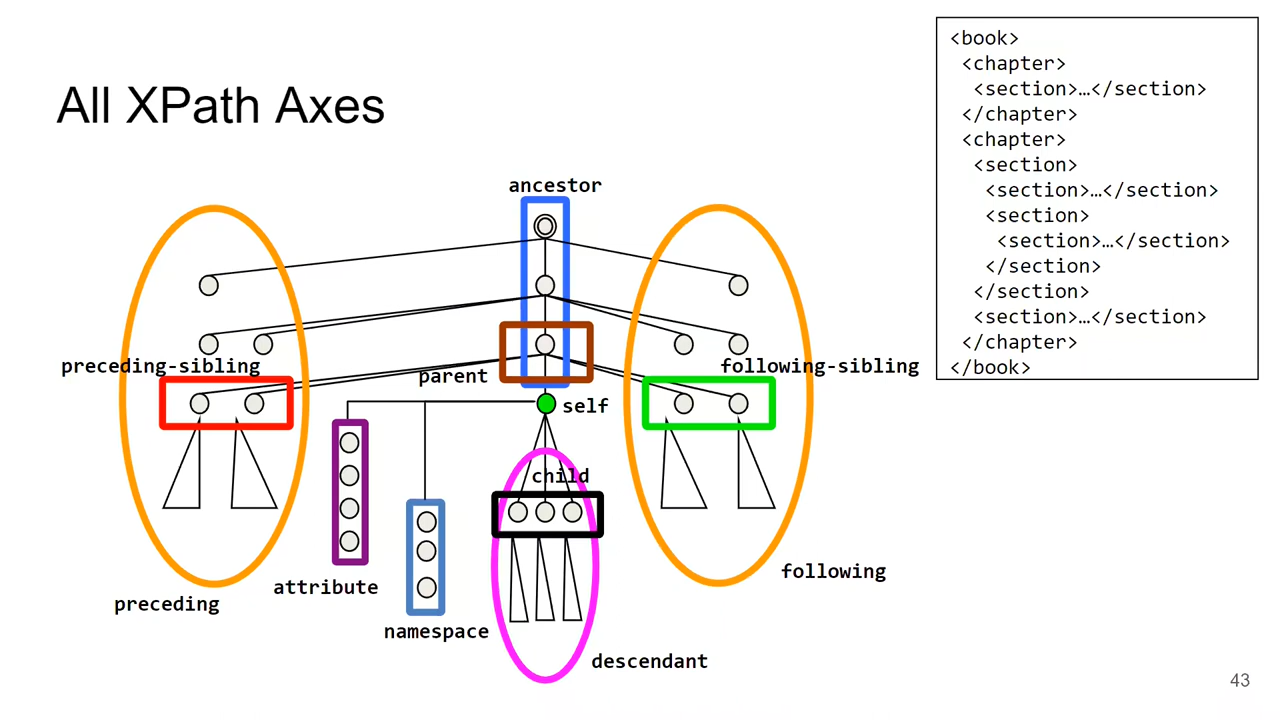 All XPath Axes
<book>
<chapter>
<section>…</section>
</chapter>
<chapter>
<section>
<section>…</section>
<section>
<section>…</section>
</section>
</section>
<section>…</section>
</chapter>
</book>
ancestor
preceding-sibling
following-sibling
parent
self
child
following
attribute
preceding
namespace
descendant
43